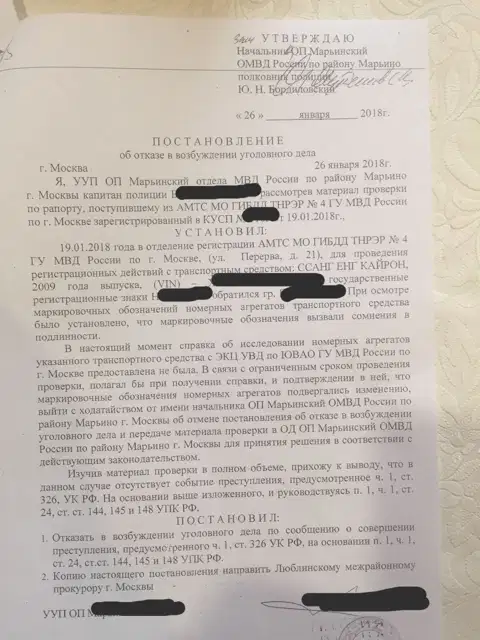 УТВЕРЖДАЮ
Начальник ОП Марьинский
ОМВД России по району Марьино
полковник полиции
Ю. Н. Бордиловский
« 26 » января 2018г.
ПОСТАНОВЛЕНИЕ
об отказе в возбуждении уголовного дела
г. Москва 26 января 2018г.
Я, УУП ОП Марьинский отдела МВД России по району Марьино
г. Москвы капитан полиции рассмотрев материал проверки
по рапорту, поступившему из АМТС МО ГИБДД ТНРЭР № 4 ГУ МВД России
по г. Москве зарегистрированный в КУСП № от 19.01.2018г.,
УСТАНОВИЛ:
19.01.2018 года в отделение регистрации АМТС МО ГИБДД ТНРЭР № 4
ГУ МВД России по г. Москве, (ул. Перерва, д. 21), для проведения
регистрационных действий с транспортным средством: ССАНГ ЕНГ КАЙРОН,
2009 года выпуска, (VIN) – государственные
регистрационные знаки обратился гр. При осмотре
маркировочных обозначений номерных агрегатов транспортного средства
было установлено, что маркировочные обозначения вызвали сомнения в
подлинности.
В настоящий момент справка об исследовании номерных агрегатов
указанного транспортного средства с ЭКЦ УВД по ЮВАО ГУ МВД России по
г. Москве предоставлена не была. В связи с ограниченным сроком проведения
проверки, полагал бы при получении справки, и подтверждении в ней, что
маркировочные обозначения номерных агрегатов подвергались изменению,
выйти с ходатайством от имени начальника ОП Марьинский ОМВД России по
району Марьино г. Москвы об отмене постановления об отказе в возбуждении
уголовного дела и передаче материала проверки в ОД ОП Марьинский ОМВД
России по району Марьино г. Москвы для принятия решения в соответствии с
действующим законодательством.
Изучив материал проверки в полном объеме, прихожу к выводу, что в
данном случае отсутствует событие преступления, предусмотренное ч. 1, ст.
326, УК РФ. На основании выше изложенного, и руководствуясь п. 1, ч. 1, ст.
24, ст. ст. 144, 145 и 148 УПК РФ.
ПОСТАНОВИЛ:
1. Отказать в возбуждении уголовного дела по сообщению о совершении
преступления, предусмотренного ч. 1, ст. 326 УК РФ, на основании п. 1, ч. 1,
ст. 24, ст.ст. 144, 145 и 148 УПК РФ.
2. Копию настоящего постановления направить Люблинскому межрайонному
прокурору г. Москвы
УУП ОП